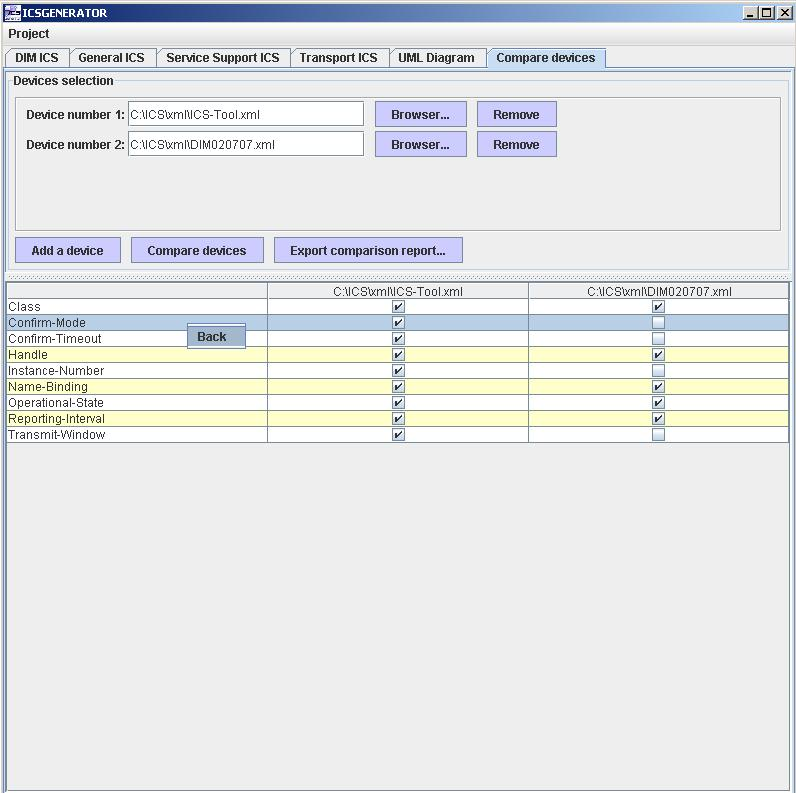 ICSGENERATOR
Project
DIM ICS General ICS Service Support ICS Transport ICS UML Diagram Compare devices
Devices selection
Device number 1: C:\ICS\xml\ICS-Tool.xml Browser... Remove
Device number 2: C:\ICS\xml\DIM020707.xml Browser... Remove
Add a device Compare devices Export comparison report...
C:\ICS\xml\ICS-Tool.xml C:\ICS\xml\DIM020707.xml
Class
Confirm-Mode
Back
Confirm-Timeout
Handle
Instance-Number
Name-Binding
Operational-State
Reporting-Interval
Transmit-Window